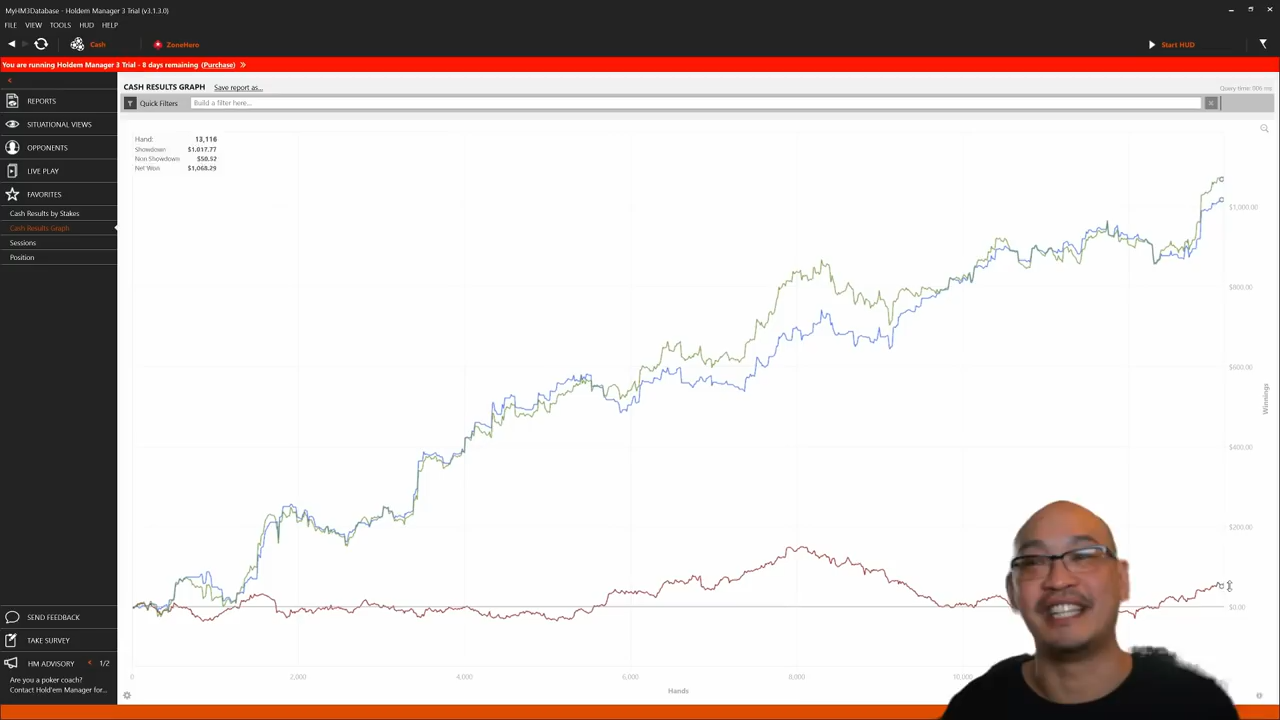 MyHM3Database - Holdem Manager 3 Trial (v3.1.3.0)
FILE VIEW TOOLS HUD HELP
Cash
ZoneHero
Start HUD
You are running Holdem Manager 3 Trial - 8 days remaining (Purchase) »
CASH RESULTS GRAPH Save report as...
Query time: 806 ms
Quick Filters Build a filter here...
REPORTS
SITUATIONAL VIEWS
OPPONENTS
LIVE PLAY
FAVORITES
Cash Results by Stakes
Cash Results Graph
Sessions
Position
Hand: 13,116
Showdown $1,017.77
Non Showdown $50.52
Net Won $1,068.29
$1,000.00
$800.00
$600.00
$400.00
$200.00
$0.00
Winnings
0 2,000 4,000 6,000 8,000 10,000
Hands
SEND FEEDBACK
TAKE SURVEY
HM ADVISORY < 1/2
Are you a poker coach?
Contact Hold'em Manager for...